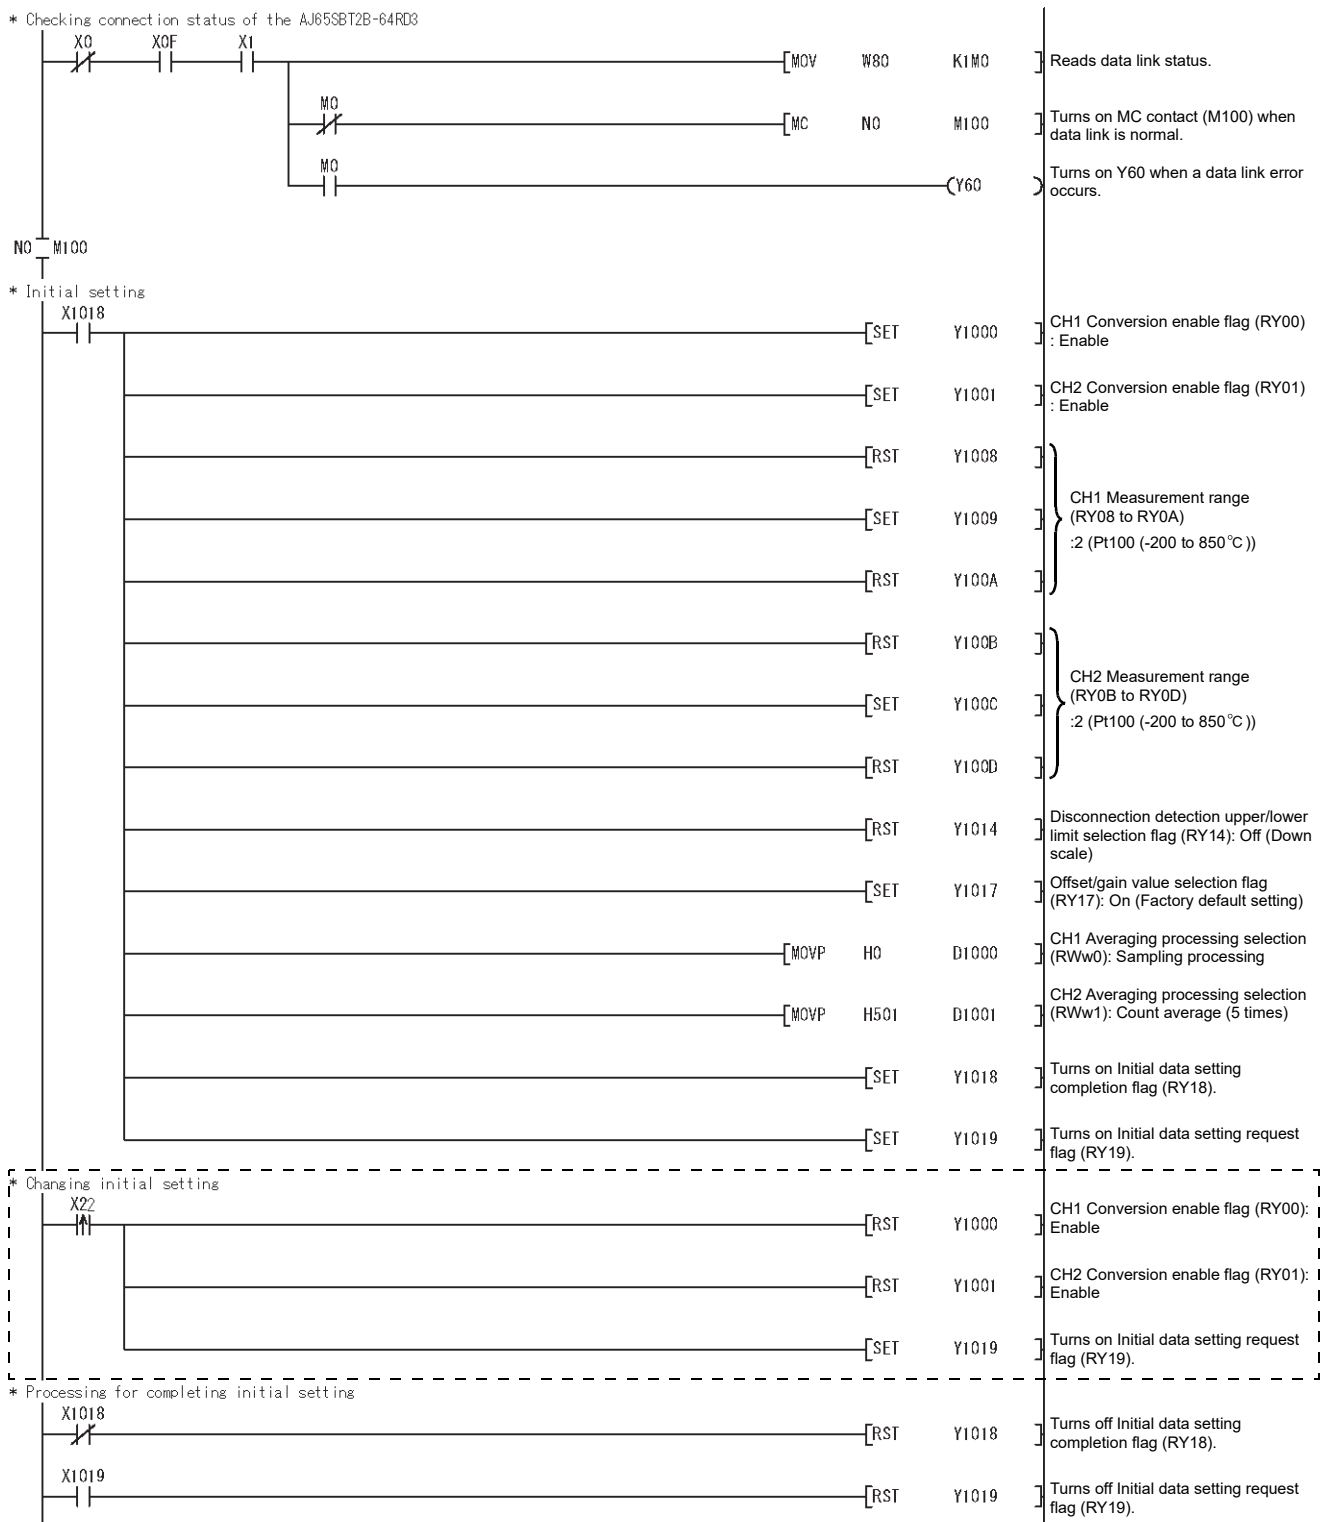 * Checking connection status of the AJ65SBT2B-64RD3
X0 X0F X1
[MOV W80 K1M0 ] Reads data link status.
M0
[MC N0 M100 ] Turns on MC contact (M100) when
data link is normal.
M0
(Y60 ) Turns on Y60 when a data link error
occurs.
N0 M100
* Initial setting
X1018
[SET Y1000 ] CH1 Conversion enable flag (RY00)
: Enable
[SET Y1001 ] CH2 Conversion enable flag (RY01)
: Enable
[RST Y1008 ]
[SET Y1009 ] CH1 Measurement range
(RY08 to RY0A)
:2 (Pt100 (-200 to 850°C))
[RST Y100A ]
[RST Y100B ]
[SET Y100C ] CH2 Measurement range
(RY0B to RY0D)
:2 (Pt100 (-200 to 850°C))
[RST Y100D ]
[RST Y1014 ] Disconnection detection upper/lower
limit selection flag (RY14): Off (Down
scale)
[SET Y1017 ] Offset/gain value selection flag
(RY17): On (Factory default setting)
[MOVP H0 D1000 ] CH1 Averaging processing selection
(RWw0): Sampling processing
[MOVP H501 D1001 ] CH2 Averaging processing selection
(RWw1): Count average (5 times)
[SET Y1018 ] Turns on Initial data setting
completion flag (RY18).
[SET Y1019 ] Turns on Initial data setting request
flag (RY19).
* Changing initial setting
X22
[RST Y1000 ] CH1 Conversion enable flag (RY00):
Enable
[RST Y1001 ] CH2 Conversion enable flag (RY01):
Enable
[SET Y1019 ] Turns on Initial data setting request
flag (RY19).
* Processing for completing initial setting
X1018
[RST Y1018 ] Turns off Initial data setting
completion flag (RY18).
X1019
[RST Y1019 ] Turns off Initial data setting request
flag (RY19).